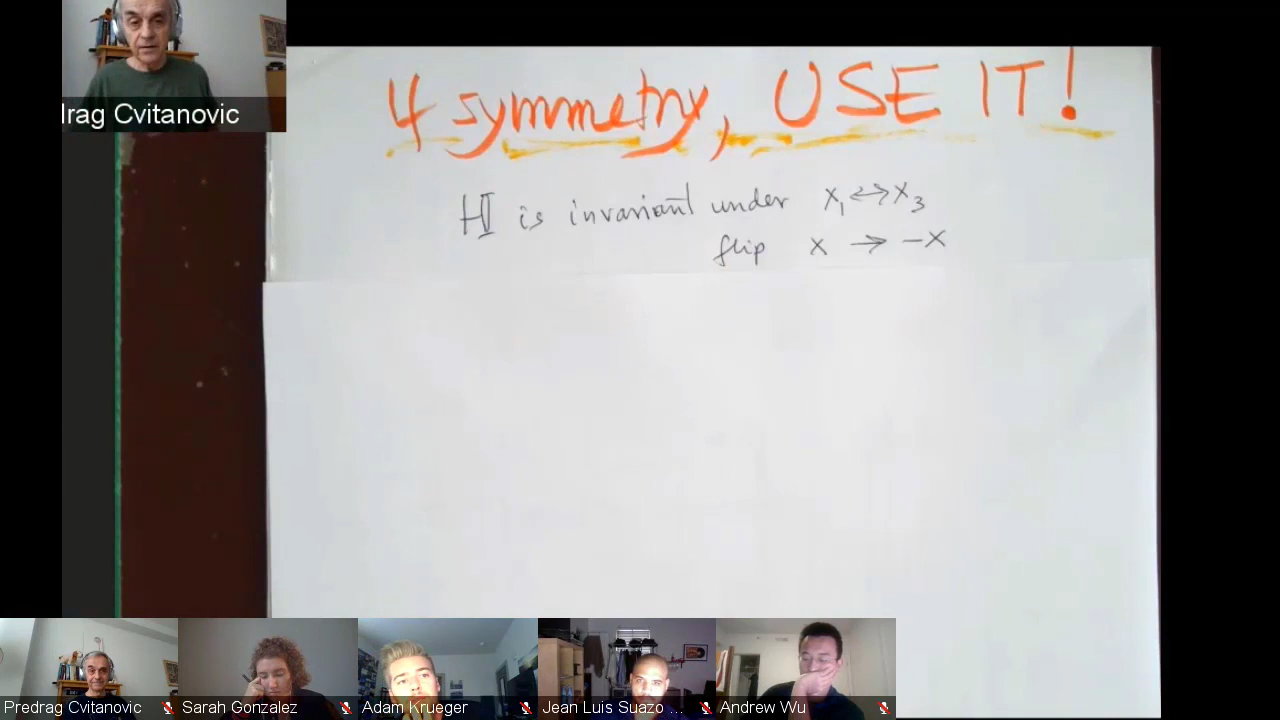 drag Cvitanovic
4 symmetry, USE IT!
H is invariant under x₁↔x₃
flip x → -x
Predrag Cvitanovic
Sarah Gonzalez
Adam Krueger
Jean Luis Suazo ...
Andrew Wu